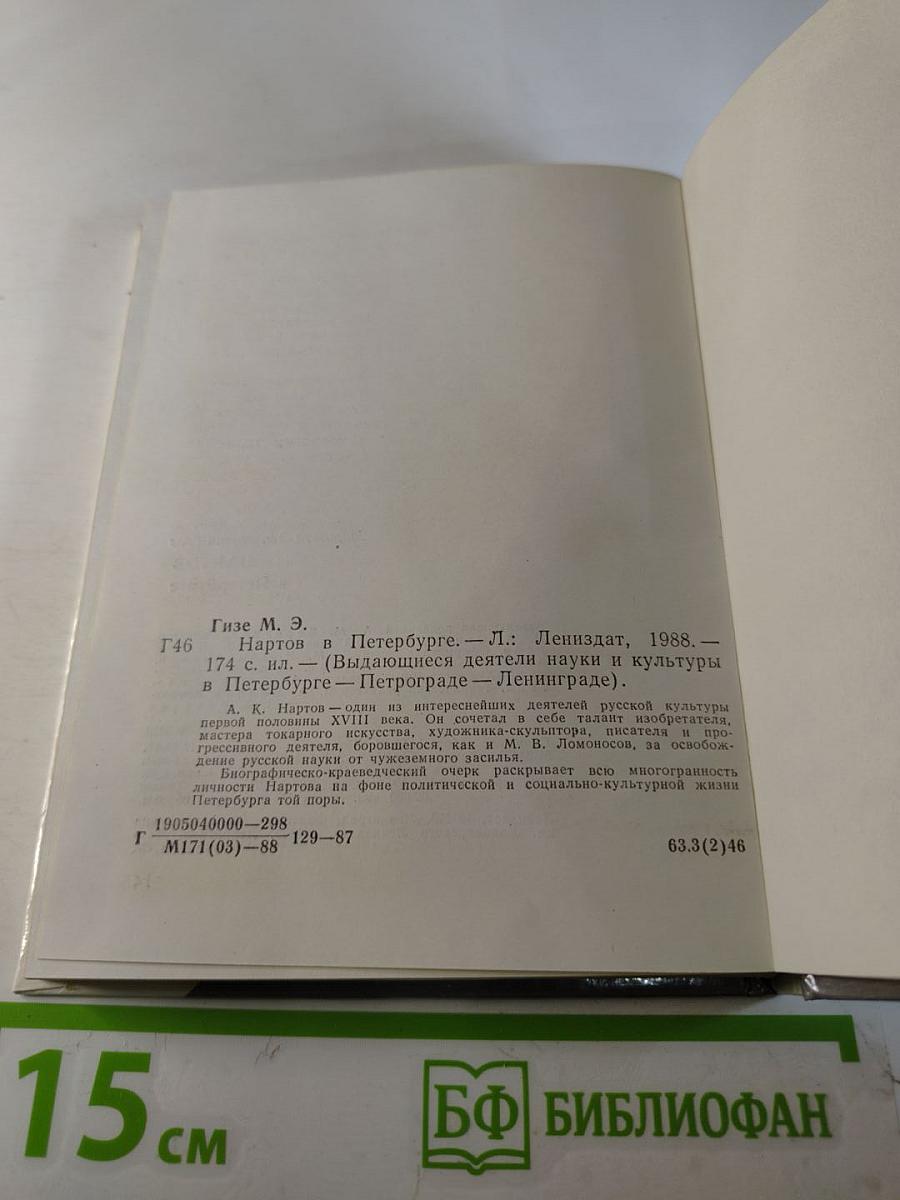 Гизе М. Э.
Г46 Нартов в Петербурге. — Л.: Лениздат, 1988. —
174 с. ил. — (Выдающиеся деятели науки и культуры
в Петербурге — Петрограде — Ленинграде).
А. К. Нартов — один из интереснейших деятелей русской культуры
первой половины XVIII века. Он сочетал в себе талант изобретателя,
мастера токарного искусства, художника-скульптора, писателя и про-
грессивного деятеля, боровшегося, как и М. В. Ломоносов, за освобож-
дение русской науки от чужеземного засилья.
Биографическо-краеведческий очерк раскрывает всю многогранность
личности Нартова на фоне политической и социально-культурной жизни
Петербурга той поры.
1905040000—298
Г 129—87
М171(03)—88
63.3(2)46
15 см
БФ БИБЛИОФАН